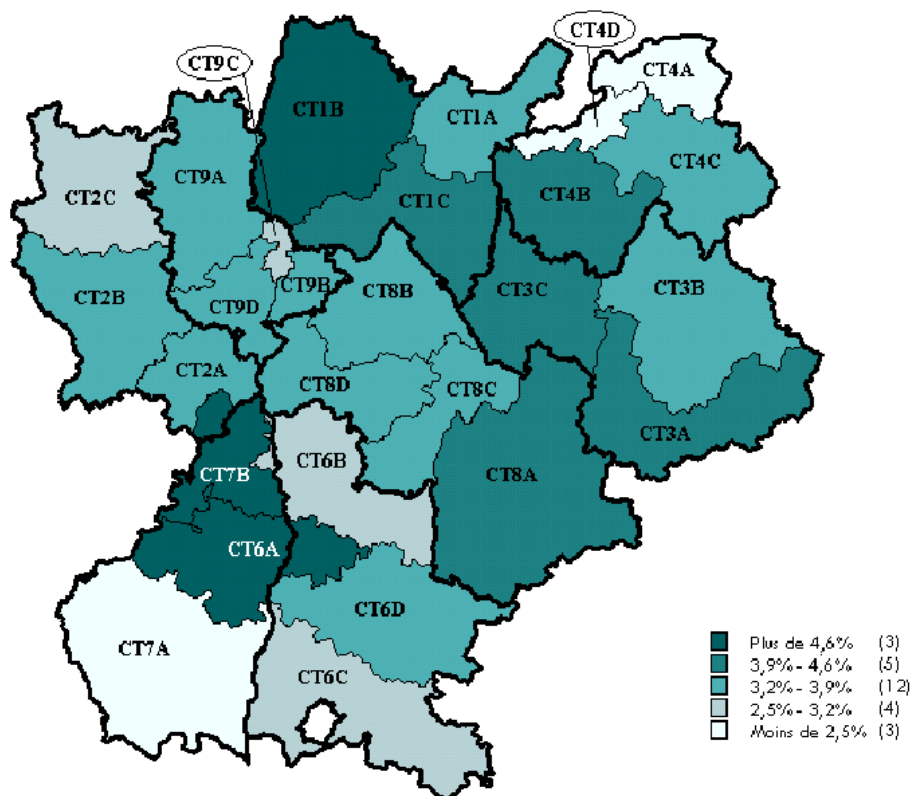 CT4D
CT9C
CT4A
CT1B
CT1A
CT4C
CT9A
CT2C
CT1C
CT4B
CT9B
CT3C
CT3B
CT2B
CT8B
CT9D
CT2A
CT8D
CT8C
CT3A
CT6B
CT7B
CT8A
CT6A
CT6D
CT7A
CT6C
Plus de 4,6% (3)
3,9%- 4,6% (5)
3,2%- 3,9% (12)
2,5%- 3,2% (4)
Moins de 2,5% (3)